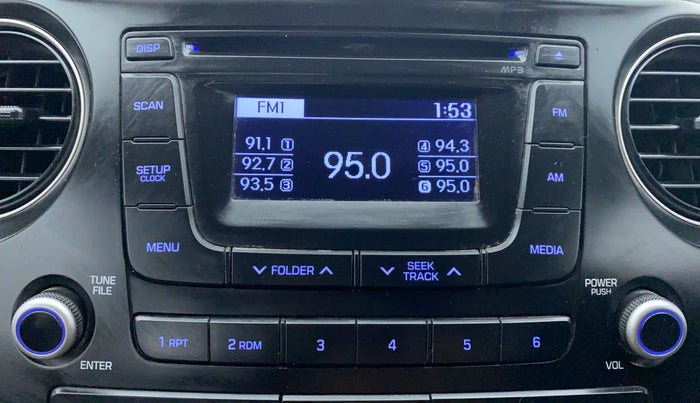 DISP
MP3
SCAN
FM1 1:53
FM
91.1 1 4 94.3
92.7 2 95.0 5 95.0
93.5 3 6 95.0
SETUP
CLOCK
AM
MENU
MEDIA
FOLDER
SEEK
TRACK
TUNE
FILE
POWER
PUSH
1 RPT 2 RDM 3 4 5 6
ENTER
VOL